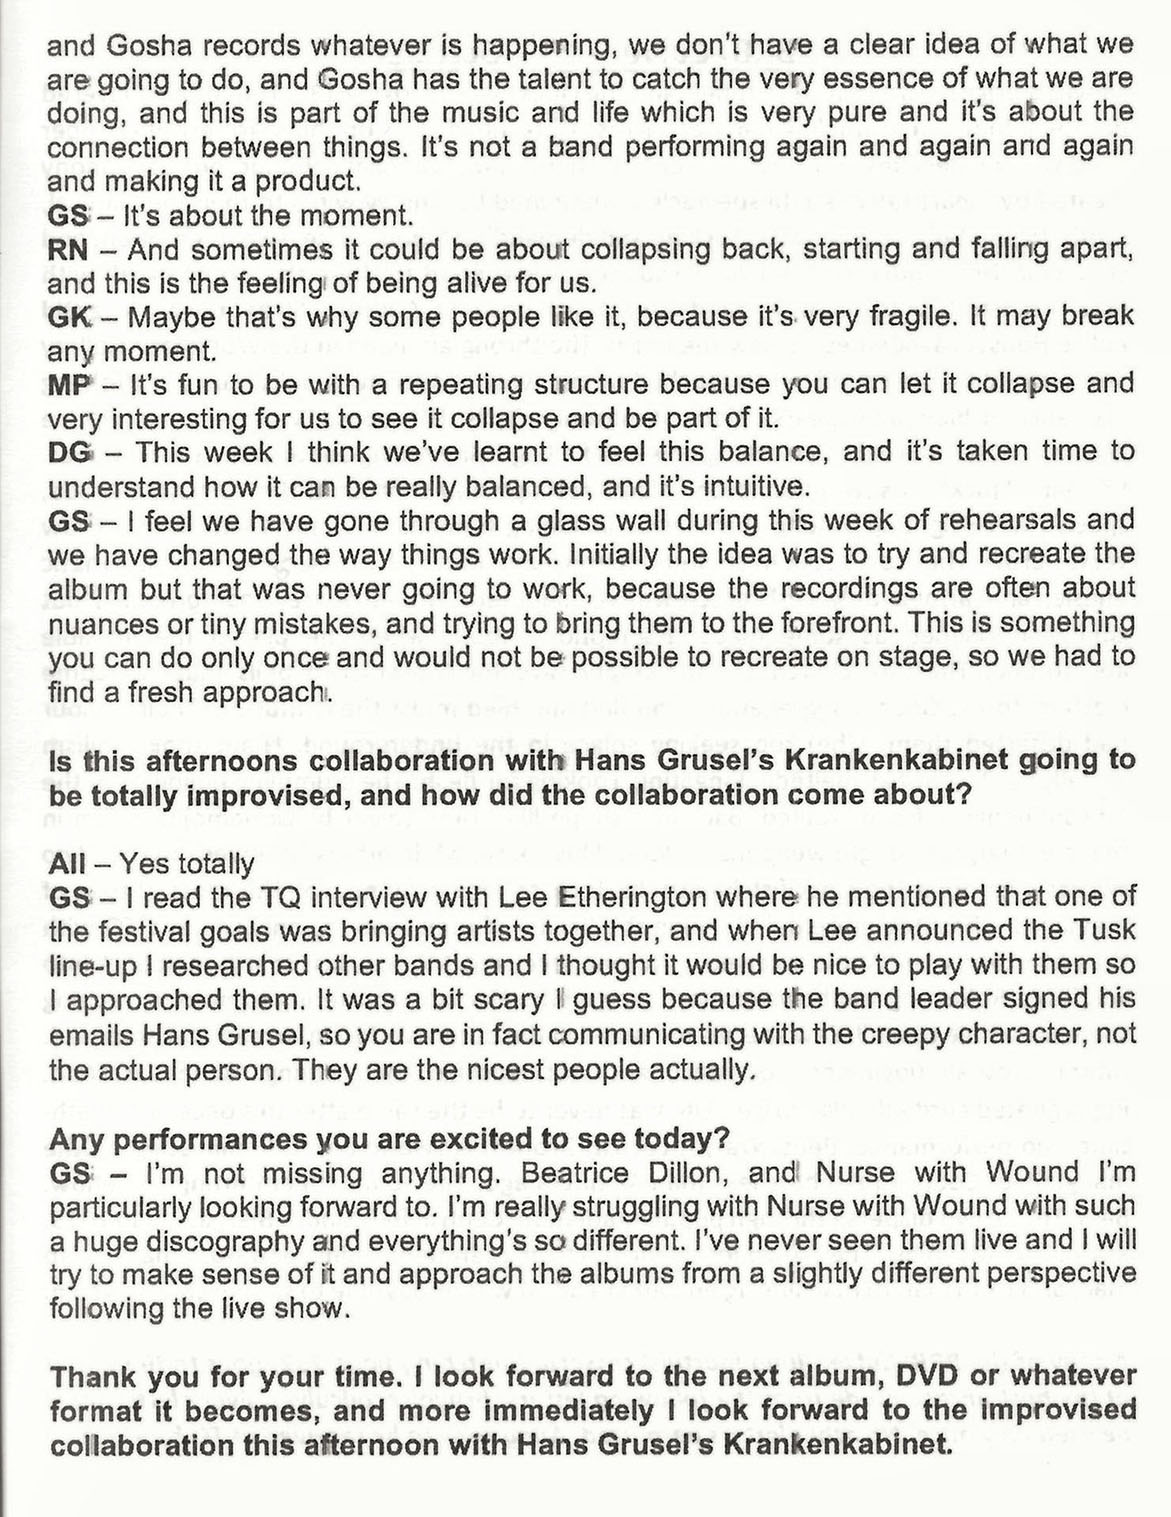 and Gosha records whatever is happening, we don't have a clear idea of what we
are going to do, and Gosha has the talent to catch the very essence of what we are
doing, and this is part of the music and life which is very pure and it's about the
connection between things. It's not a band performing again and again and again
and making it a product.
GS – It's about the moment.
RN – And sometimes it could be about collapsing back, starting and falling apart,
and this is the feeling of being alive for us.
GK – Maybe that's why some people like it, because it's very fragile. It may break
any moment.
MP – It's fun to be with a repeating structure because you can let it collapse and
very interesting for us to see it collapse and be part of it.
DG – This week I think we've learnt to feel this balance, and it's taken time to
understand how it can be really balanced, and it's intuitive.
GS – I feel we have gone through a glass wall during this week of rehearsals and
we have changed the way things work. Initially the idea was to try and recreate the
album but that was never going to work, because the recordings are often about
nuances or tiny mistakes, and trying to bring them to the forefront. This is something
you can do only once and would not be possible to recreate on stage, so we had to
find a fresh approach.
Is this afternoons collaboration with Hans Grusel's Krankenkabinet going to
be totally improvised, and how did the collaboration come about?
All – Yes totally
GS – I read the TQ interview with Lee Etherington where he mentioned that one of
the festival goals was bringing artists together, and when Lee announced the Tusk
line-up I researched other bands and I thought it would be nice to play with them so
I approached them. It was a bit scary I guess because the band leader signed his
emails Hans Grusel, so you are in fact communicating with the creepy character, not
the actual person. They are the nicest people actually.
Any performances you are excited to see today?
GS – I'm not missing anything. Beatrice Dillon, and Nurse with Wound I'm
particularly looking forward to. I'm really struggling with Nurse with Wound with such
a huge discography and everything's so different. I've never seen them live and I will
try to make sense of it and approach the albums from a slightly different perspective
following the live show.
Thank you for your time. I look forward to the next album, DVD or whatever
format it becomes, and more immediately I look forward to the improvised
collaboration this afternoon with Hans Grusel's Krankenkabinet.